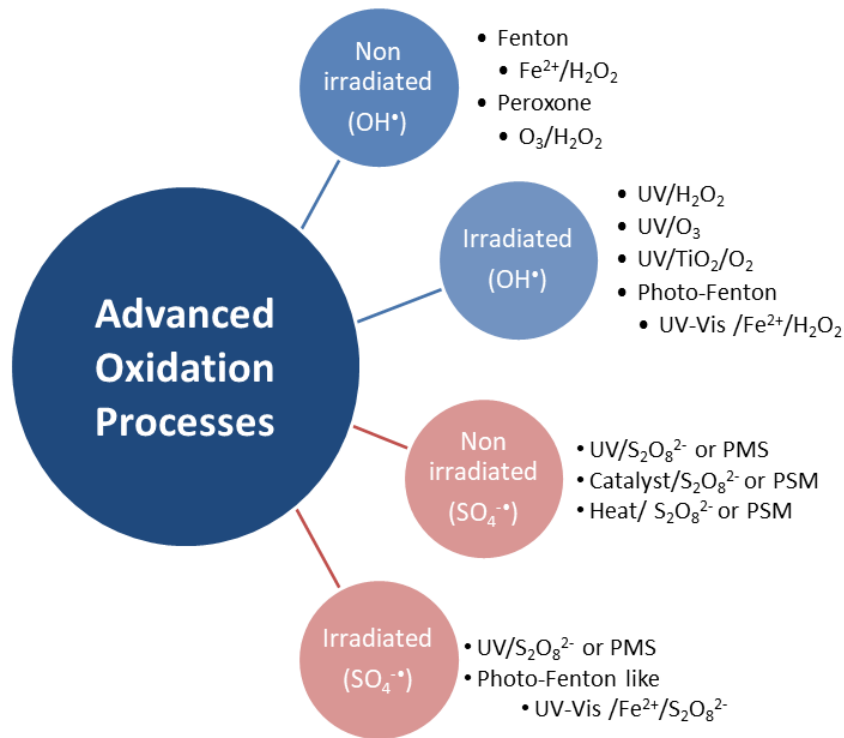 Non
irradiated
(OH•)
• Fenton
• Fe²⁺/H₂O₂
• Peroxone
• O₃/H₂O₂
Irradiated
(OH•)
• UV/H₂O₂
• UV/O₃
• UV/TiO₂/O₂
• Photo-Fenton
• UV-Vis /Fe²⁺/H₂O₂
Advanced
Oxidation
Processes
Non
irradiated
(SO₄⁻•)
• UV/S₂O₈²⁻ or PMS
• Catalyst/S₂O₈²⁻ or PSM
• Heat/ S₂O₈²⁻ or PSM
Irradiated
(SO₄⁻•)
• UV/S₂O₈²⁻ or PMS
• Photo-Fenton like
• UV-Vis /Fe²⁺/S₂O₈²⁻